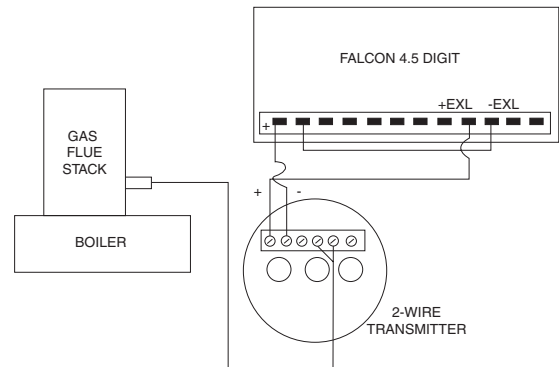 FALCON 4.5 DIGIT
+EXL -EXL
+
GAS
FLUE
STACK
BOILER
+ -
2-WIRE
TRANSMITTER